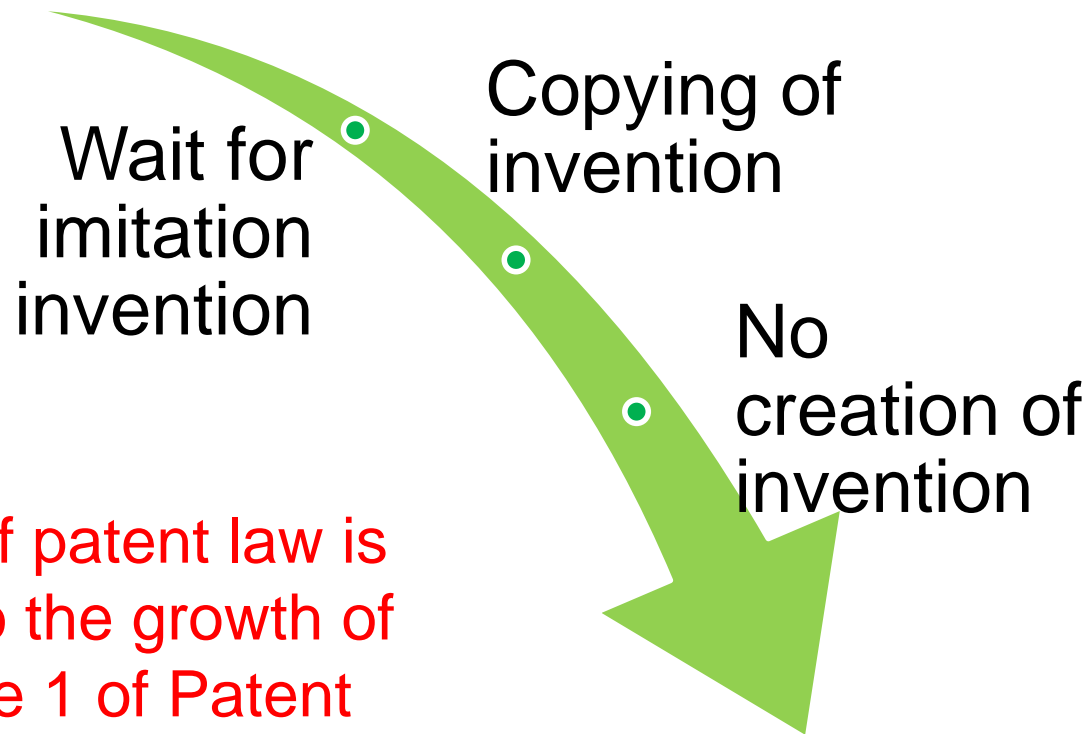 Copying of
invention
Wait for
imitation
invention
No
creation of
invention
f patent law is
the growth of
e 1 of Patent